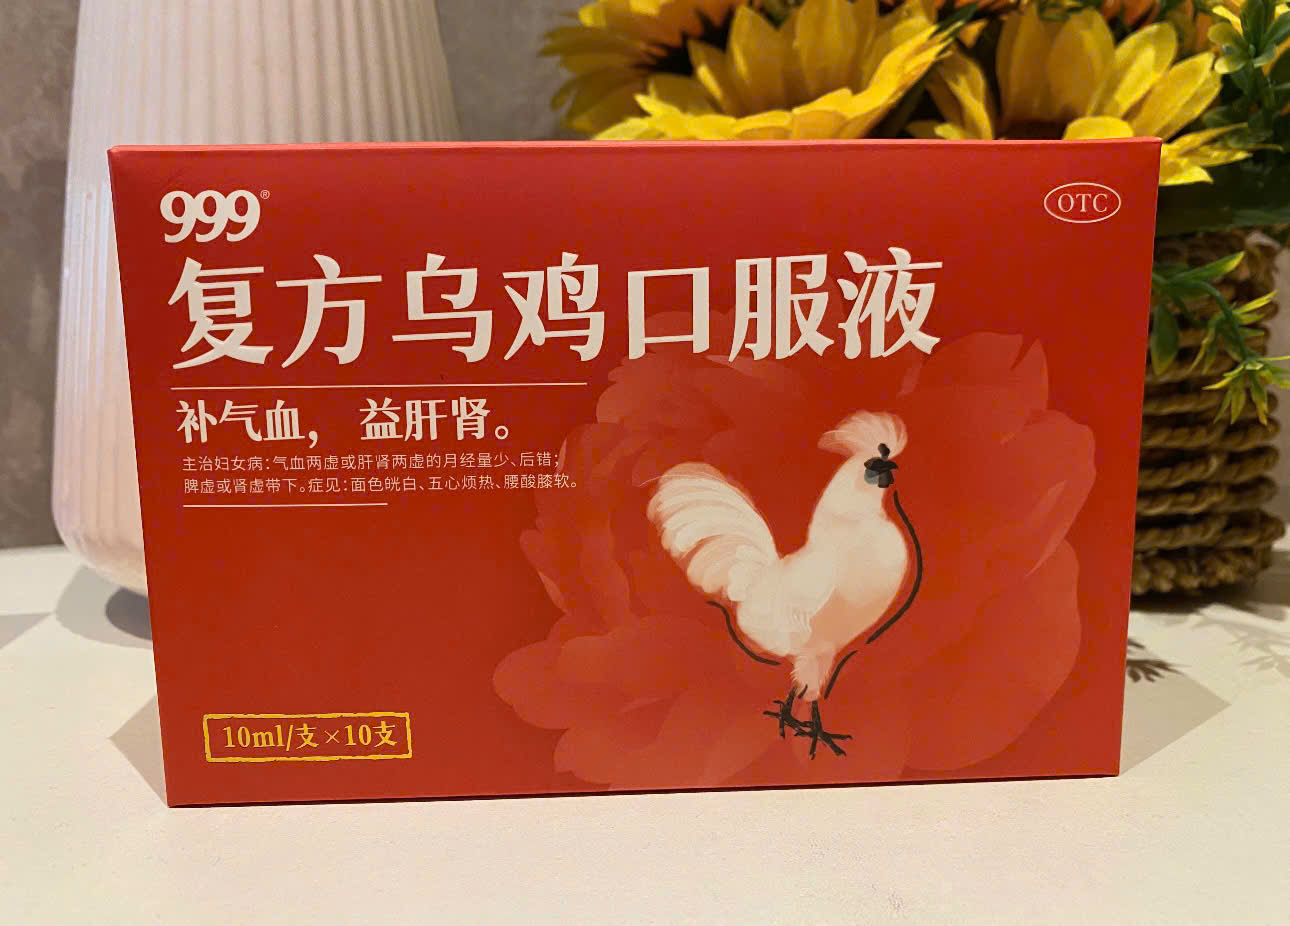 999®
OTC
复方乌鸡口服液
补气血，益肝肾。
主治妇女病：气血两虚或肝肾两虚的月经量少、后错；
脾虚或肾虚带下。症见：面色㿠白、五心烦热、腰酸膝软。
10ml/支×10支